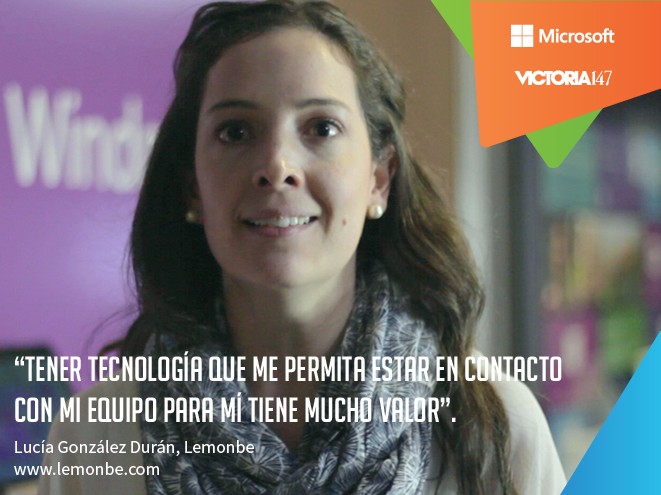 Microsoft
VICTORIA147
Windo
“TENER TECNOLOGÍA QUE ME PERMITA ESTAR EN CONTACTO
CON MI EQUIPO PARA MÍ TIENE MUCHO VALOR”.
Lucía González Durán, Lemonbe
www.lemonbe.com